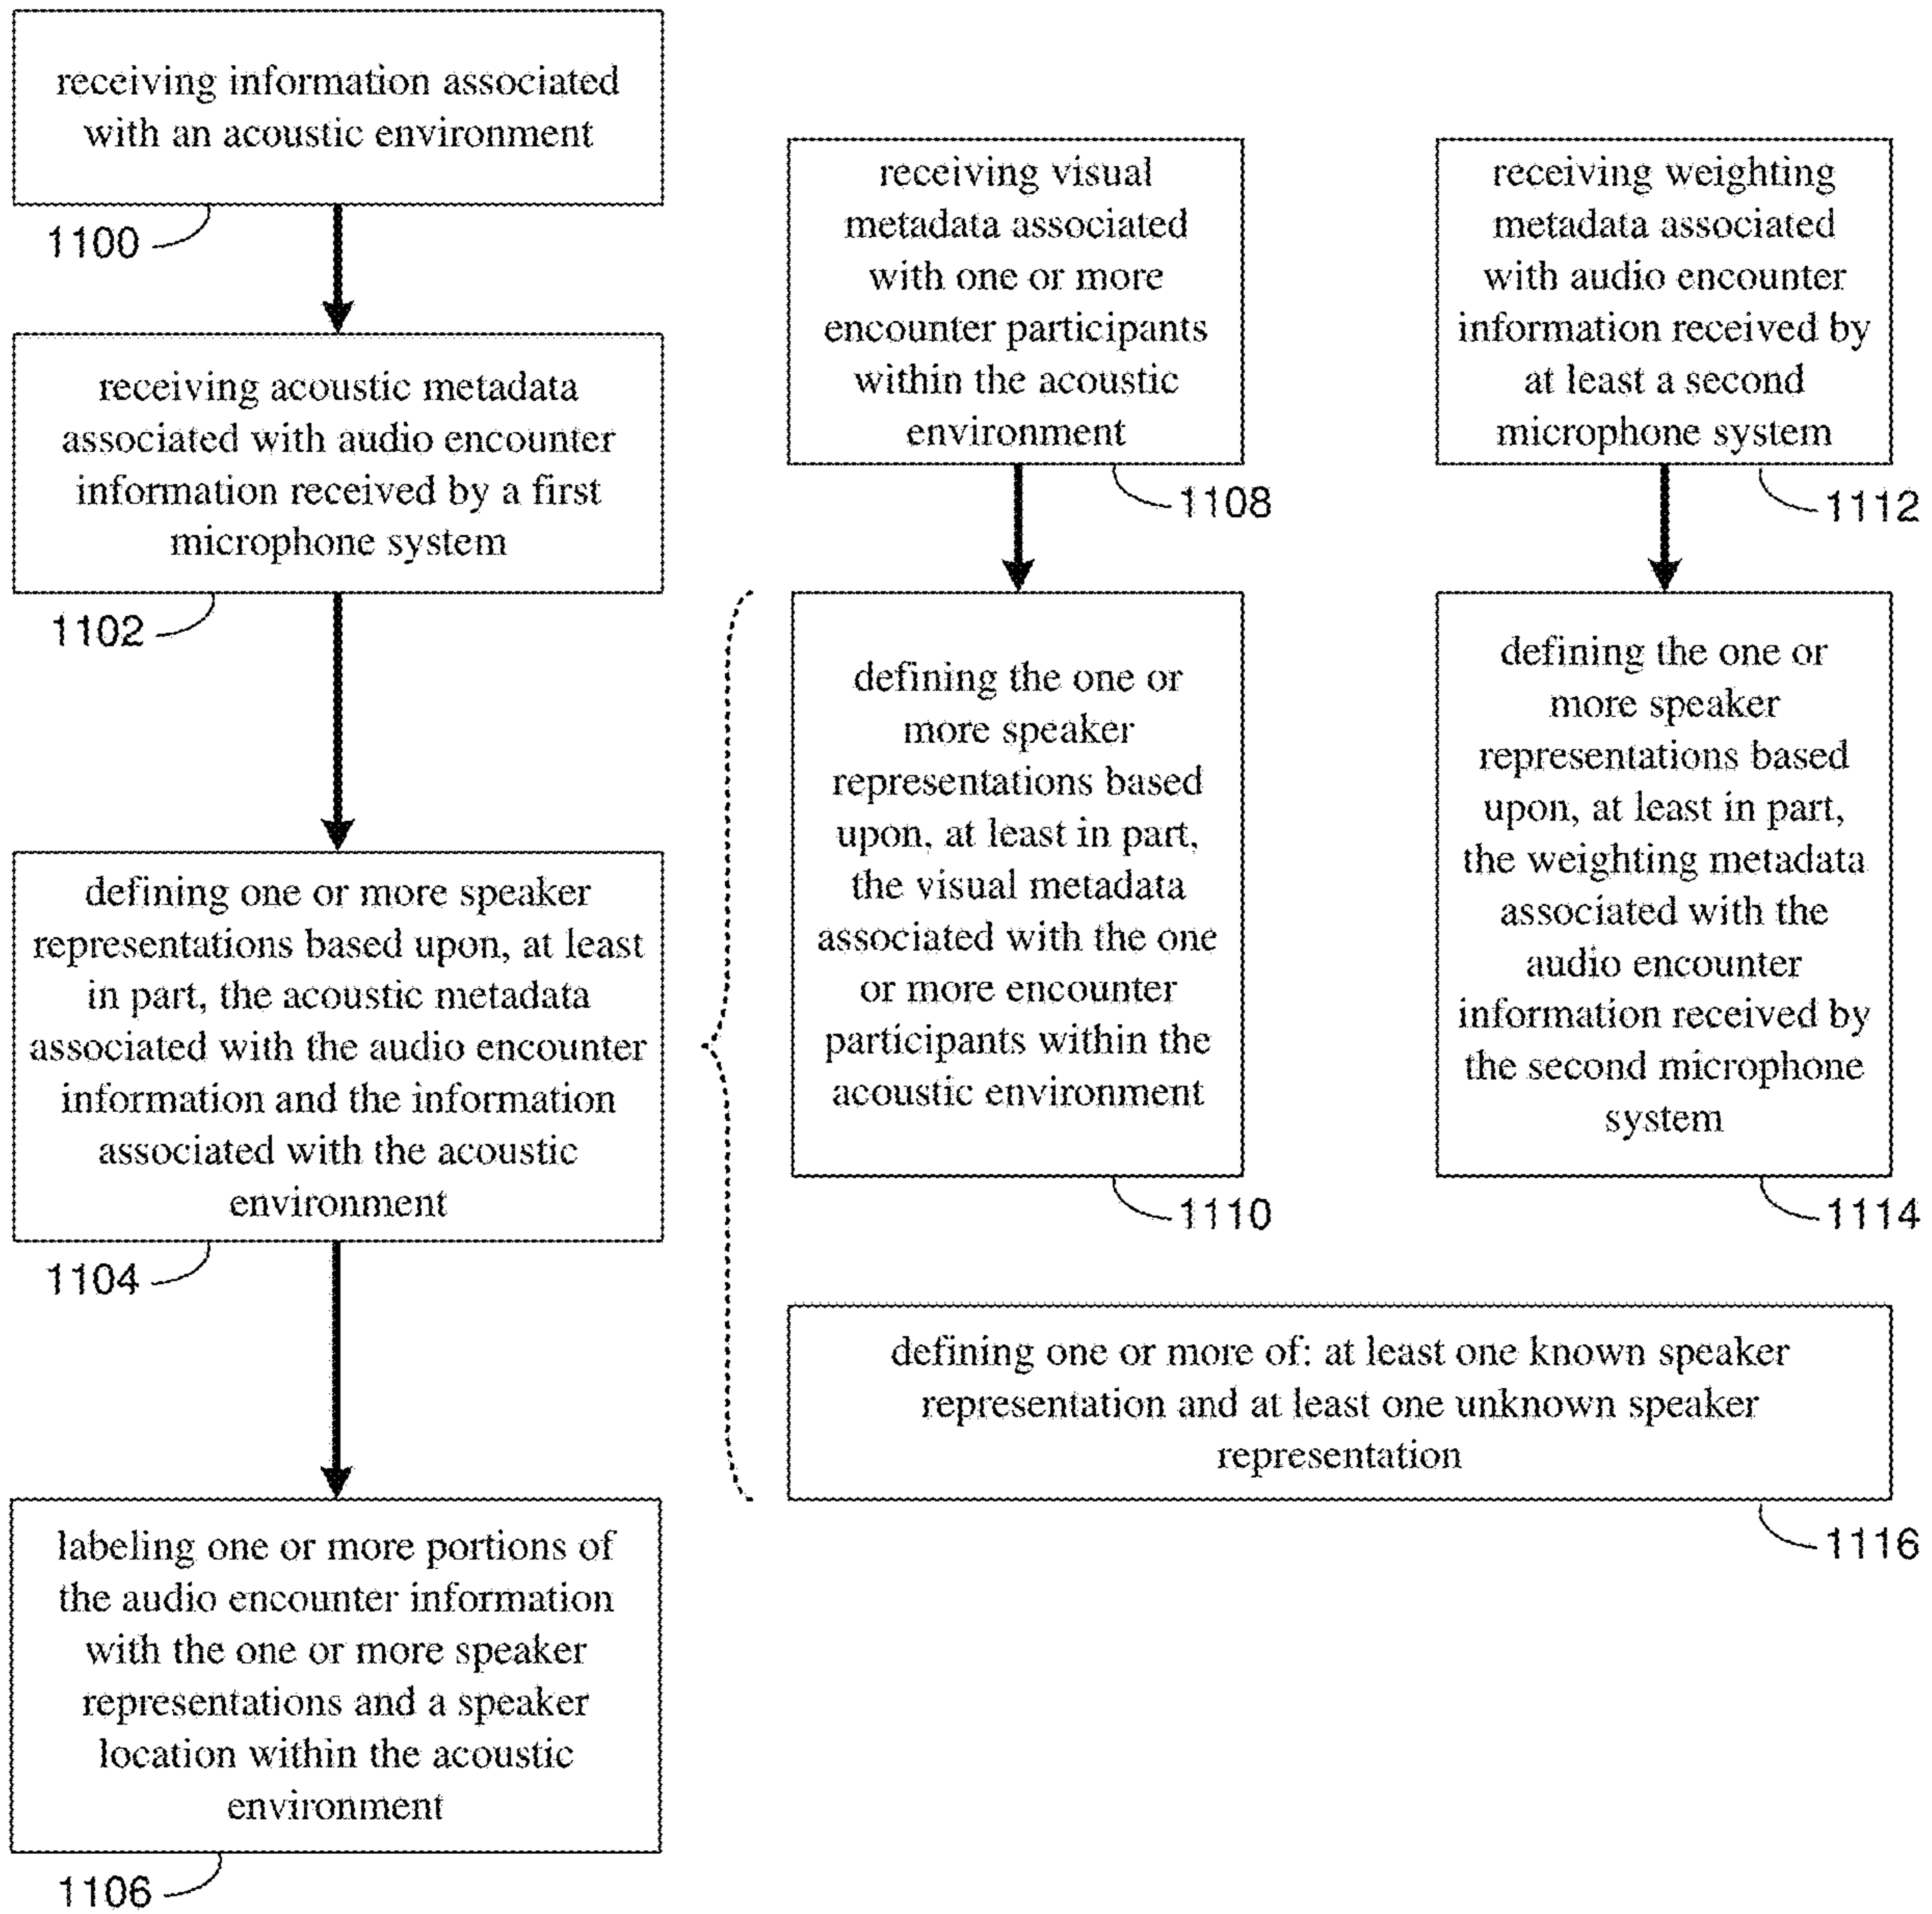 receiving information associated
with an acoustic environment
1100
receiving acoustic metadata
associated with audio encounter
information received by a first
microphone system
1102
defining one or more speaker
representations based upon, at least
in part, the acoustic metadata
associated with the audio encounter
information and the information
associated with the acoustic
environment
1104
labeling one or more portions of
the audio encounter information
with the one or more speaker
representations and a speaker
location within the acoustic
environment
1106
receiving visual
metadata associated
with one or more
encounter participants
within the acoustic
environment
1108
defining the one or
more speaker
representations based
upon, at least in part,
the visual metadata
associated with the one
or more encounter
participants within the
acoustic environment
1110
receiving weighting
metadata associated
with audio encounter
information received by
at least a second
microphone system
1112
defining the one or
more speaker
representations based
upon, at least in part,
the weighting metadata
associated with the
audio encounter
information received by
the second microphone
system
1114
defining one or more of: at least one known speaker
representation and at least one unknown speaker
representation
1116